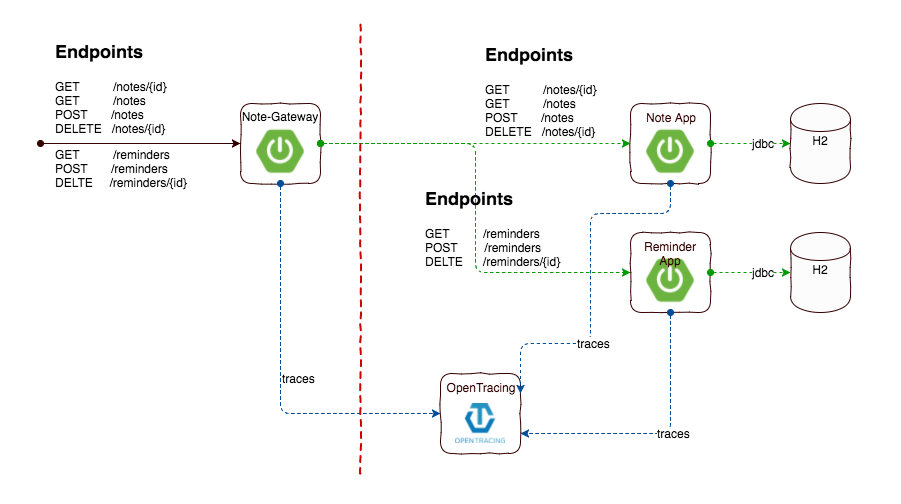 Endpoints
GET /notes/{id}
GET /notes
POST /notes
DELETE /notes/{id}
GET /reminders
POST /reminders
DELTE /reminders/{id}
Note-Gateway
Endpoints
GET /notes/{id}
GET /notes
POST /notes
DELETE /notes/{id}
Note App
jdbc
H2
Endpoints
GET /reminders
POST /reminders
DELTE /reminders/{id}
Reminder
App
jdbc
H2
traces
traces
OpenTracing
OPENTRACING
traces